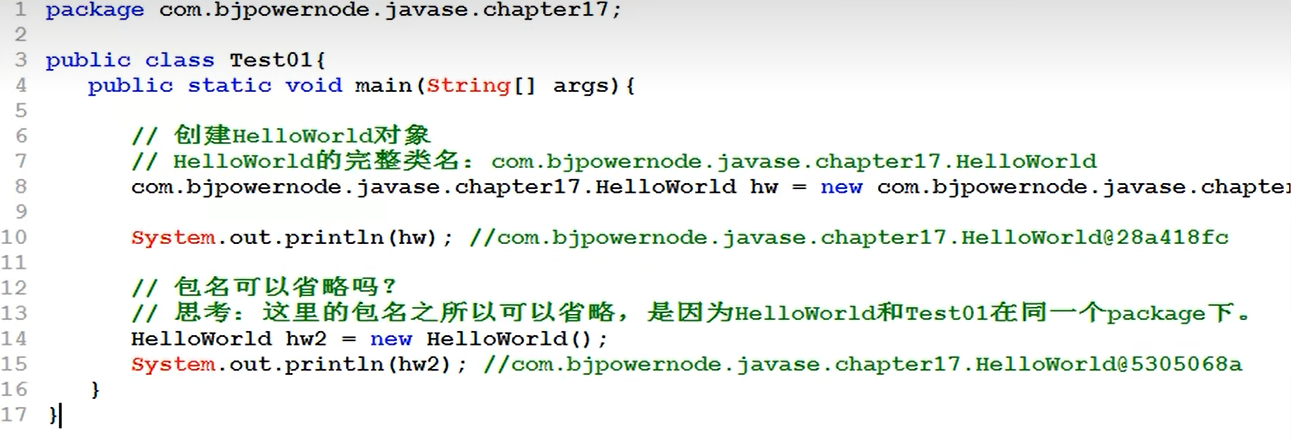 1 package com.bjpowernode.javase.chapter17;
2
3 public class Test01{
4 public static void main(String[] args){
5
6 // 创建HelloWorld对象
7 // HelloWorld的完整类名：com.bjpowernode.javase.chapter17.HelloWorld
8 com.bjpowernode.javase.chapter17.HelloWorld hw = new com.bjpowernode.javase.chapter
9
10 System.out.println(hw); //com.bjpowernode.javase.chapter17.HelloWorld@28a418fc
11
12 // 包名可以省略吗？
13 // 思考：这里的包名之所以可以省略，是因为HelloWorld和Test01在同一个package下。
14 HelloWorld hw2 = new HelloWorld();
15 System.out.println(hw2); //com.bjpowernode.javase.chapter17.HelloWorld@5305068a
16 }
17 }